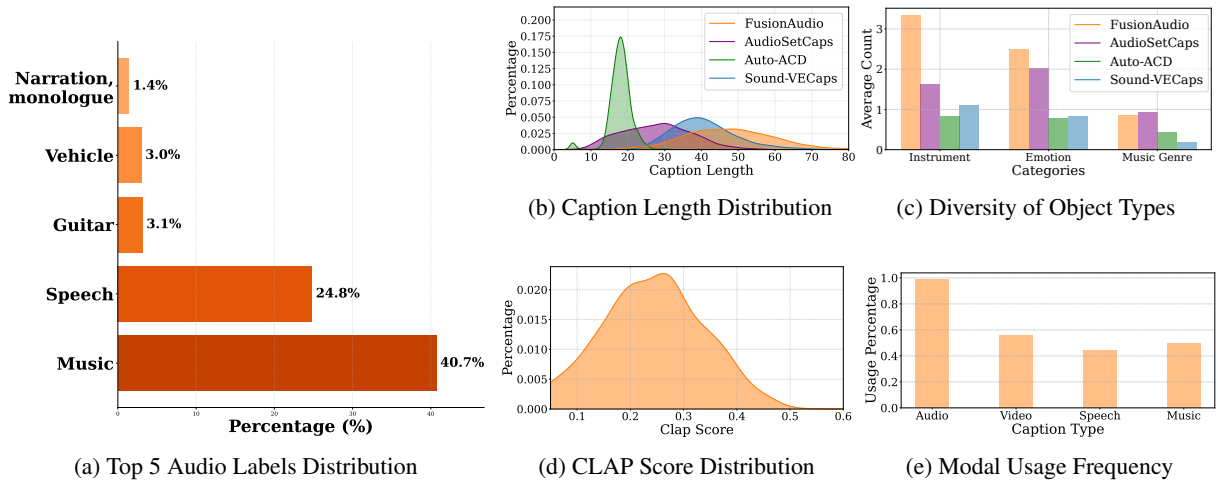 Narration,
monologue
1.4%
Vehicle
3.0%
Guitar
3.1%
Speech
24.8%
Music
40.7%
0 10 20 30 40
Percentage (%)
(a) Top 5 Audio Labels Distribution
0.200
0.175
0.150
0.125
0.100
0.075
0.050
0.025
0.000
Percentage
FusionAudio
AudioSetCaps
Auto-ACD
Sound-VECaps
0 10 20 30 40 50 60 70 80
Caption Length
(b) Caption Length Distribution
3
2
1
0
Average Count
FusionAudio
AudioSetCaps
Auto-ACD
Sound-VECaps
Instrument Emotion Music Genre
Categories
(c) Diversity of Object Types
0.020
0.015
0.010
0.005
0.000
Percentage
0.1 0.2 0.3 0.4 0.5 0.6
Clap Score
(d) CLAP Score Distribution
1.0
0.8
0.6
0.4
0.2
0.0
Usage Percentage
Audio Video Speech Music
Caption Type
(e) Modal Usage Frequency